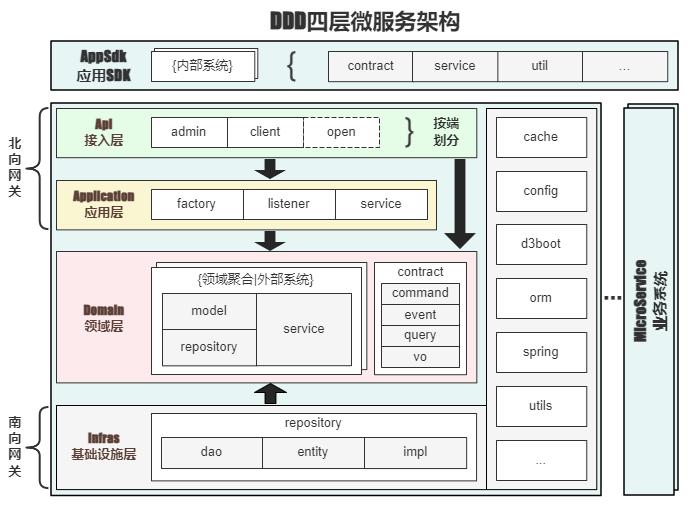 DDD四层微服务架构
AppSdk
应用SDK
{内部系统}
{
contract
service
util
...
北向网关
Api
接入层
admin
client
open
}
按端
划分
Application
应用层
factory
listener
service
Domain
领域层
{领域聚合|外部系统}
model
repository
service
contract
command
event
query
vo
南向网关
Infras
基础设施层
repository
dao
entity
impl
cache
config
d3boot
orm
spring
utils
...
...
MicroService
业务系统